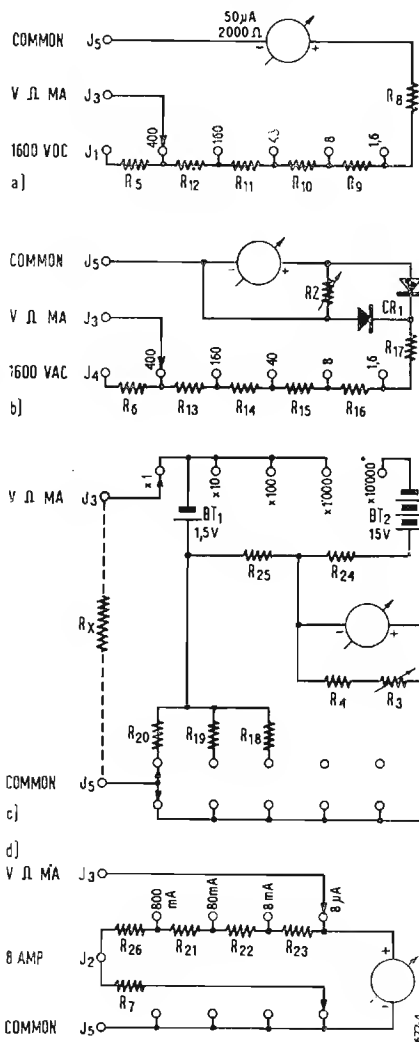 50µA
2000 Ω
COMMON J5
- +
V Ω MA J3
R8
400
160
8
1,6
1600 VDC J1
R5 R12 R11 R10 R9
a)
COMMON J5
- +
R2
CR1
V Ω MA J3
R17
400
160
40
8
1,6
1600 VAC J4
R6 R13 R14 R15 R16
b)
x1
x10
x100
x1'000
x10'000
V Ω MA J3
BT1
1,5V
BT2
15V
R25 R24
RX
- +
R4 R3
R20 R19 R18
COMMON J5
c)
d)
V Ω MA J3
800 mA
80mA
8 mA
8 µA
R26 R21 R22 R23
+
8 AMP J2
R7
-
COMMON J5